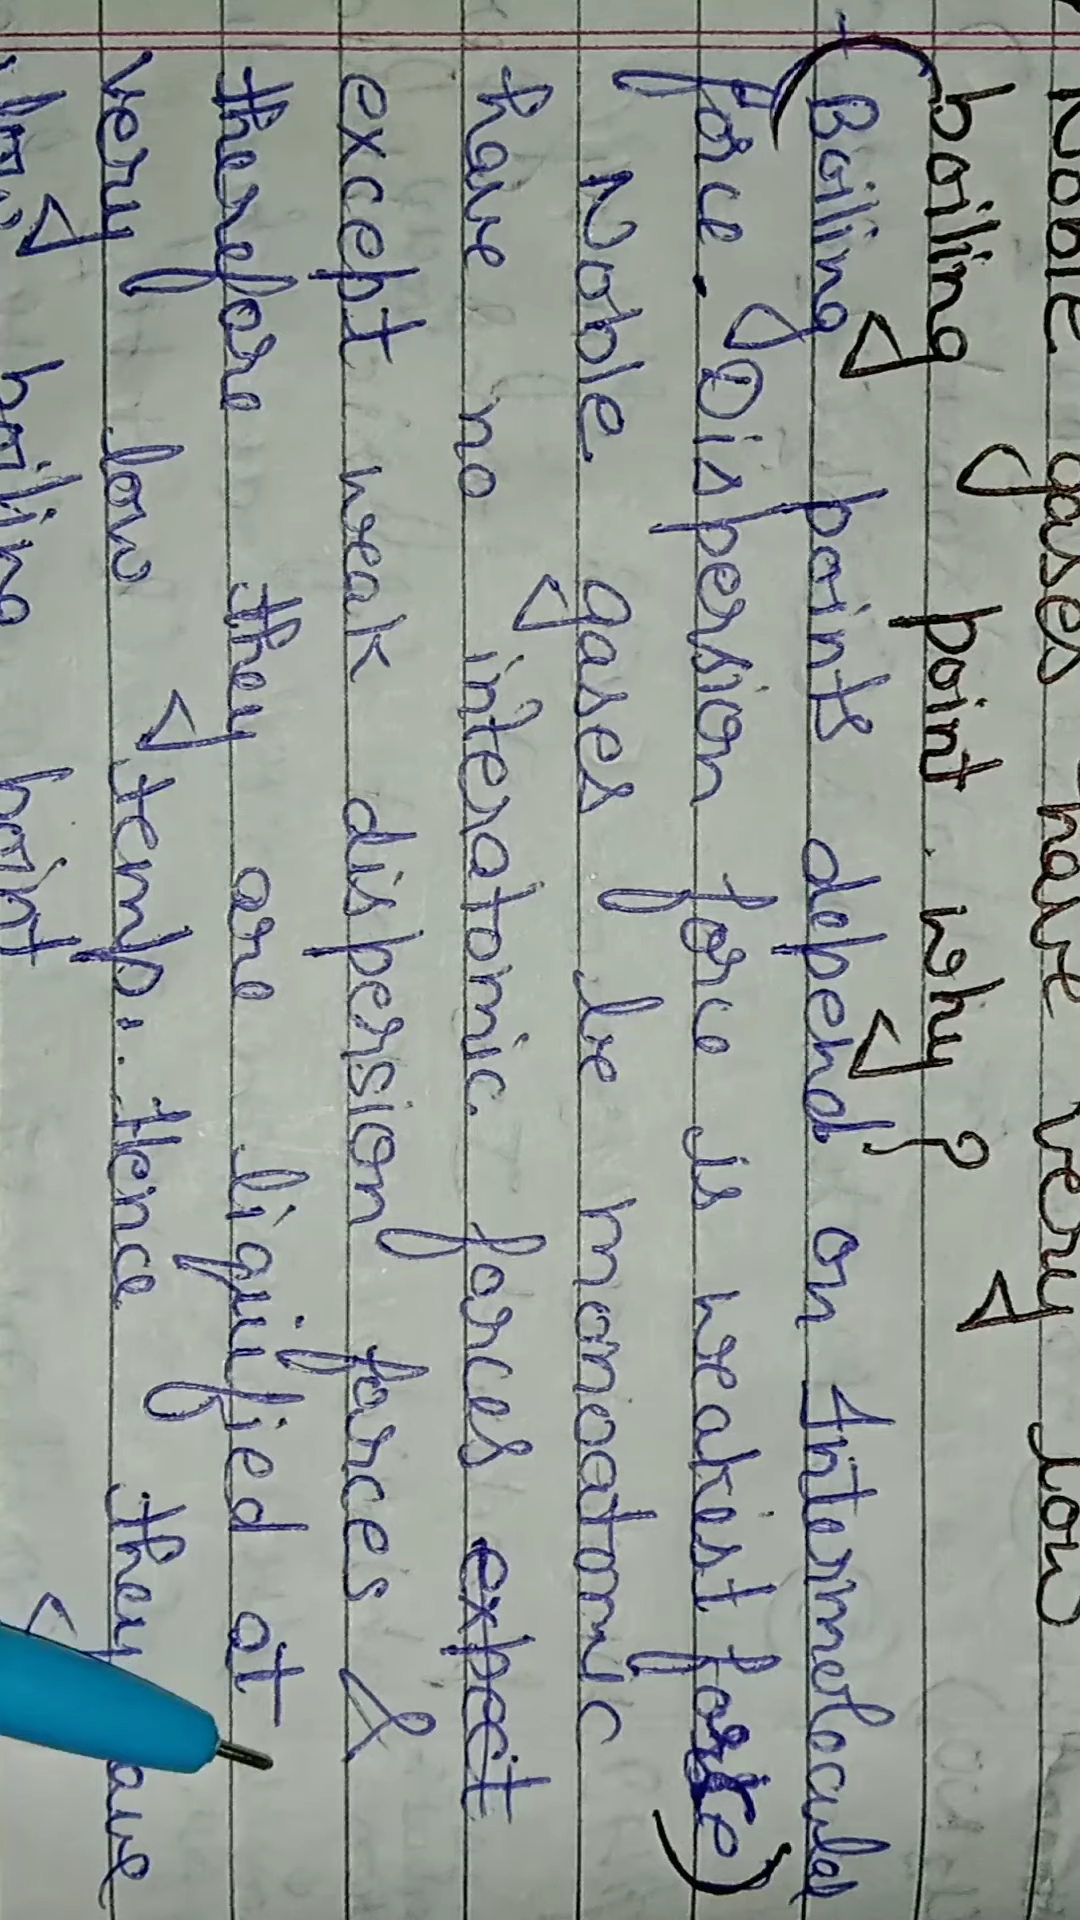 Noble gases have very low
boiling point why?
(Boiling points depend on Intermolecular
force. Dispersion force is weakest force)
Noble gases be monoatomic
have no interatomic forces expect
except weak dispersion forces &
therefore they are liquified at
very low temp. Hence they
boiling point